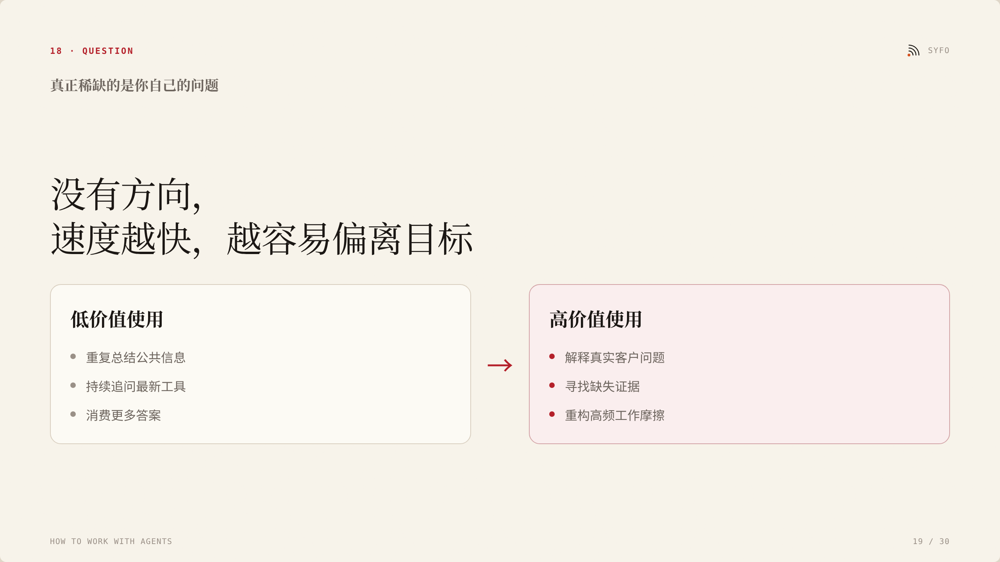 18 · QUESTION
SYFO
真正稀缺的是你自己的问题
没有方向，
速度越快，越容易偏离目标
低价值使用
重复总结公共信息
持续追问最新工具
消费更多答案
→
高价值使用
解释真实客户问题
寻找缺失证据
重构高频工作摩擦
HOW TO WORK WITH AGENTS
19 / 30